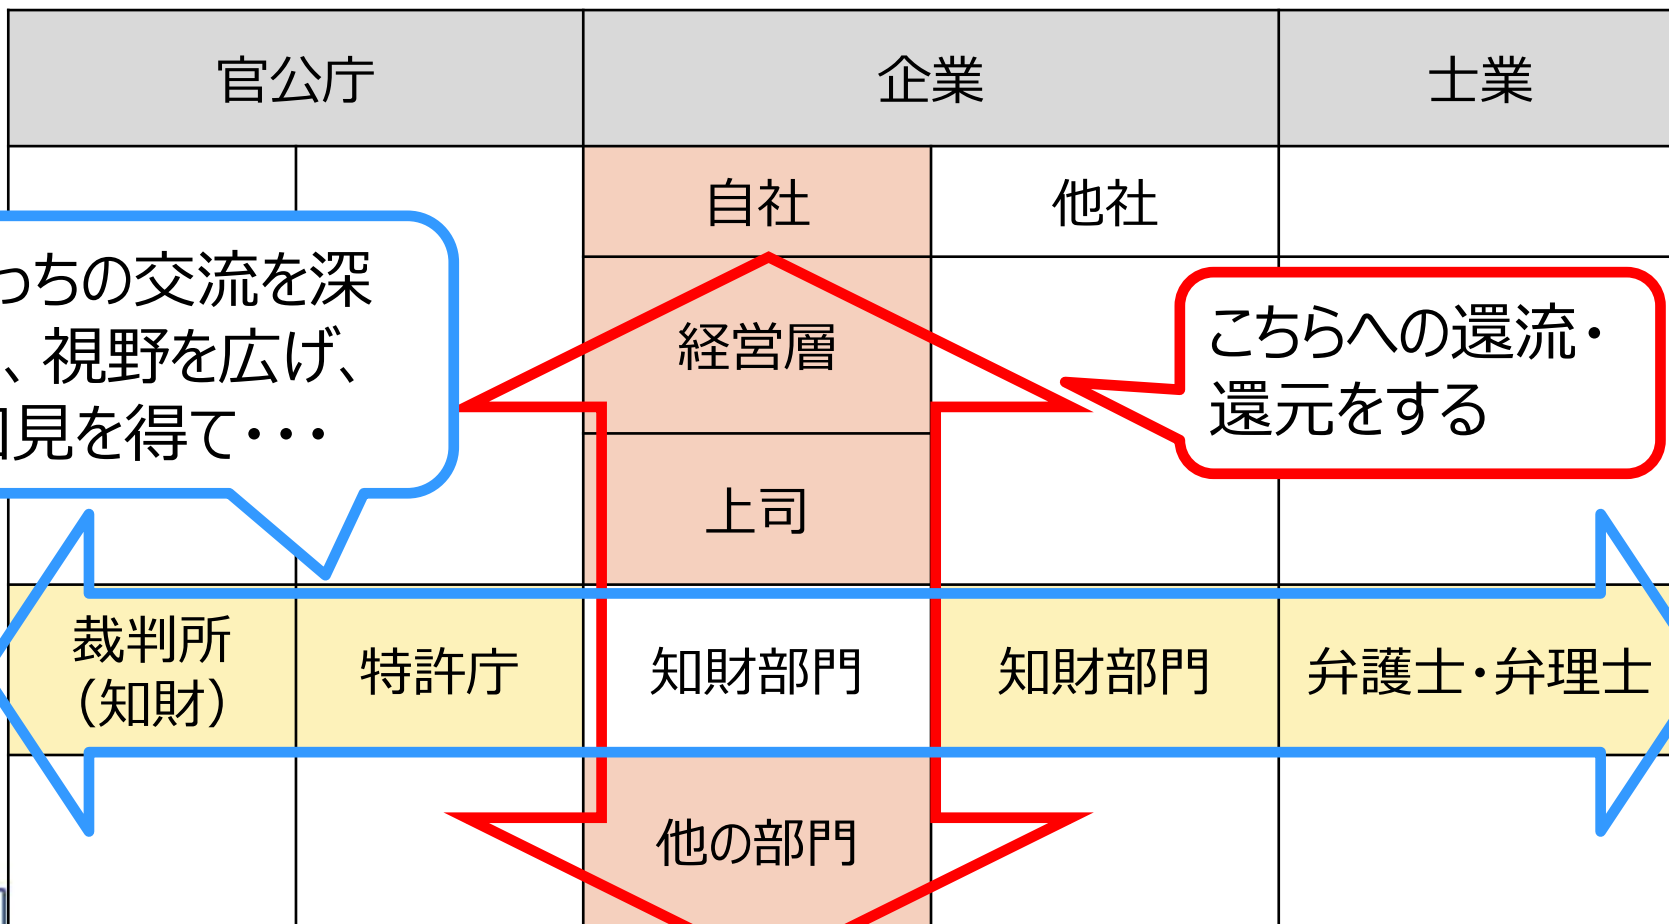 官公庁 企業 士業
自社 他社
っちの交流を深
、視野を広げ、
見を得て・・・
こちらへの還流・
還元をする
経営層
上司
裁判所
（知財）
特許庁
知財部門
知財部門
弁護士・弁理士
他の部門